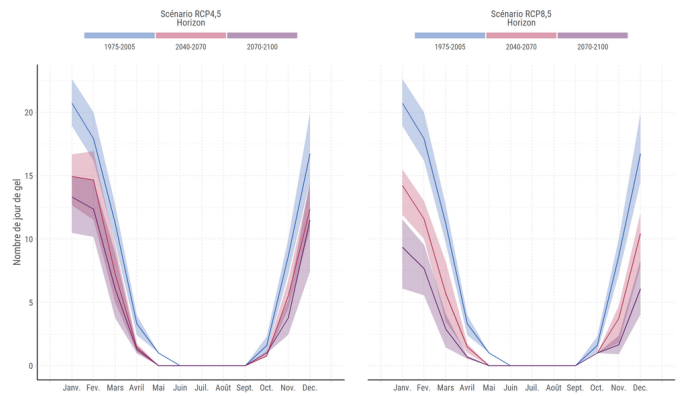 Scénario RCP4,5
Horizon
1975-2005 2040-2070 2070-2100
Scénario RCP8,5
Horizon
1975-2005 2040-2070 2070-2100
Nombre de jour de gel
20
15
10
5
0
Janv. Fev. Mars Avril Mai Juin Juil. Août Sept. Oct. Nov. Dec.
Janv. Fev. Mars Avril Mai Juin Juil. Août Sept. Oct. Nov. Dec.